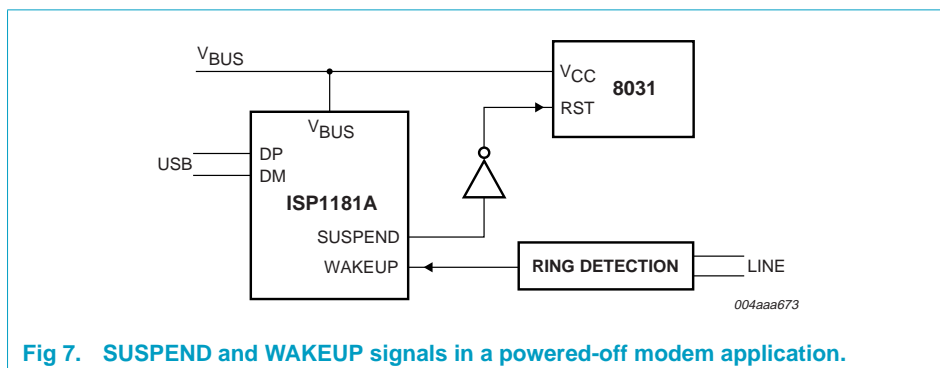 VBUS
VCC
8031
RST
VBUS
USB
DP
DM
ISP1181A
SUSPEND
WAKEUP
RING DETECTION
LINE
004aaa673
Fig 7. SUSPEND and WAKEUP signals in a powered-off modem application.